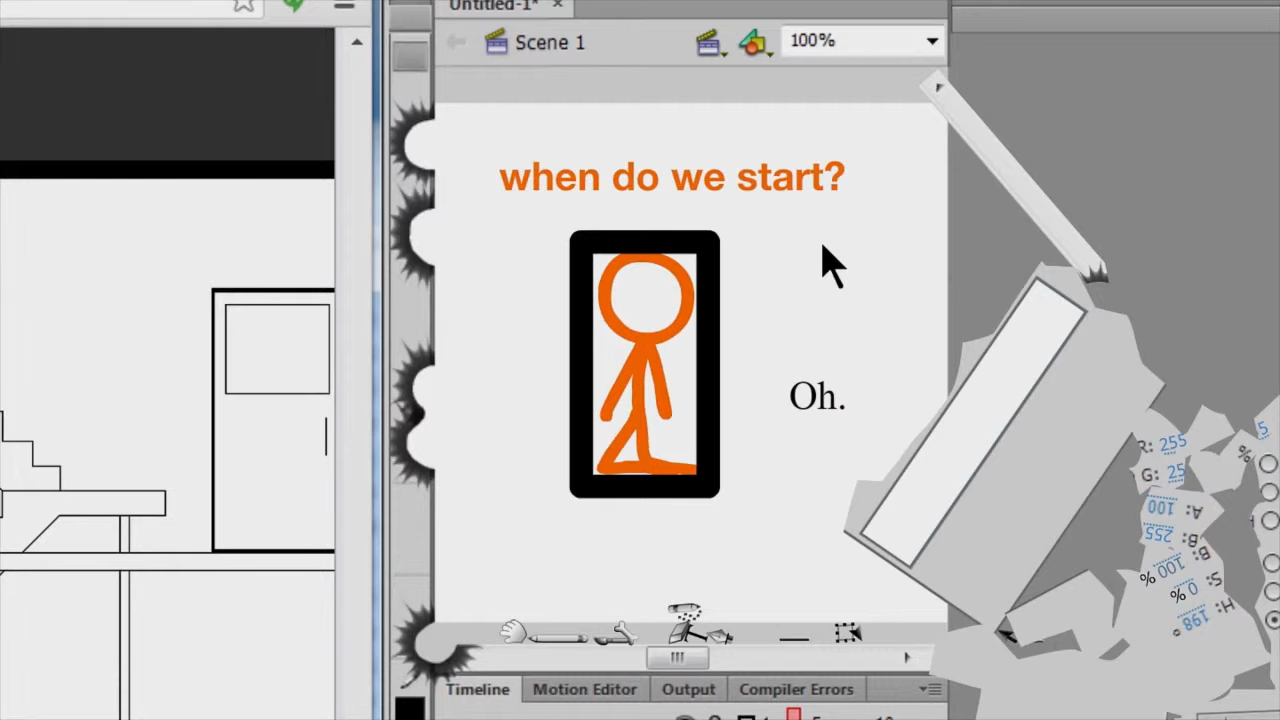 Untitled-1* ×
Scene 1
100%
when do we start?
Oh.
R: 255
G: 25
A: 100
B: 255
B: 100 %
S: 0 %
H: 198 °
5
%
Timeline
Motion Editor
Output
Compiler Errors